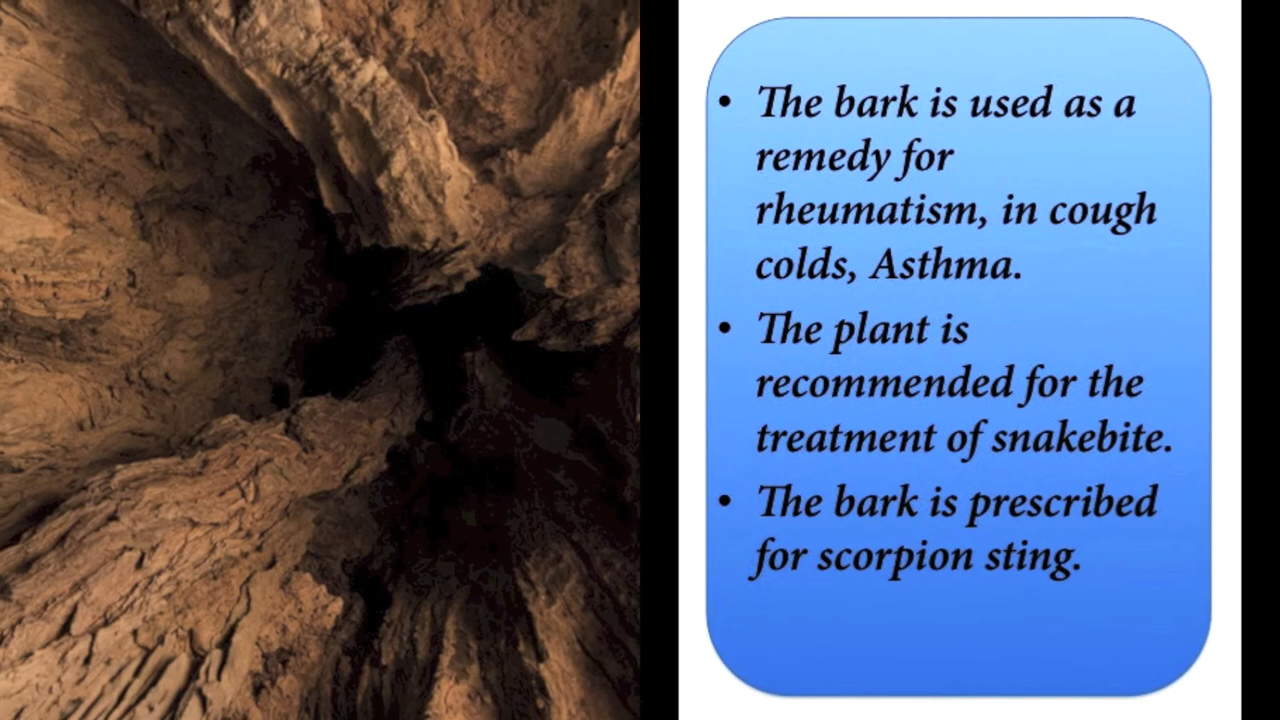 • The bark is used as a
remedy for
rheumatism, in cough
colds, Asthma.
• The plant is
recommended for the
treatment of snakebite.
• The bark is prescribed
for scorpion sting.